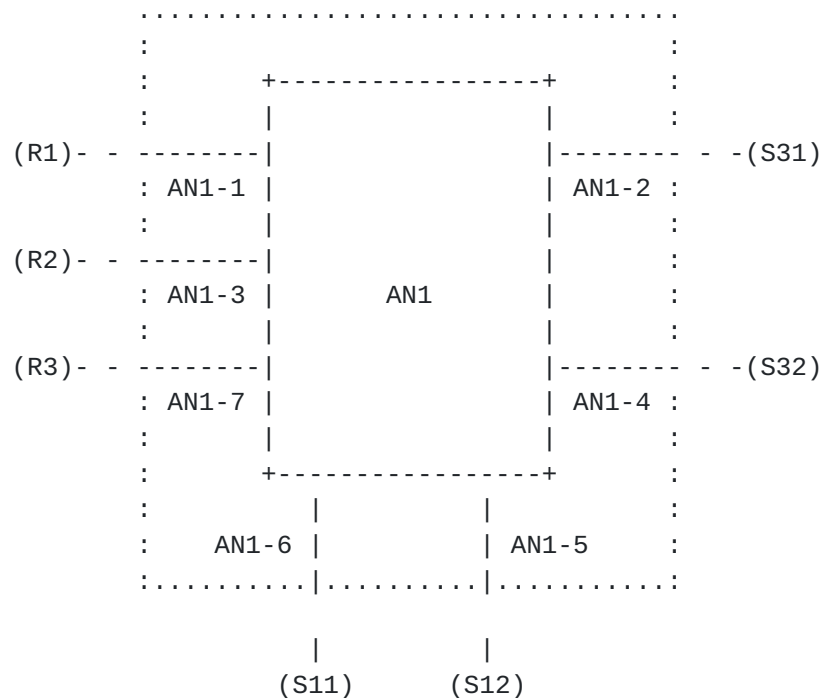 (R1) (S31)
AN1-1 AN1-2
(R2)
AN1-3 AN1 
(R3) (S32)
AN1-7 AN1-4
AN1-6 AN1-5
(S11) (S12)